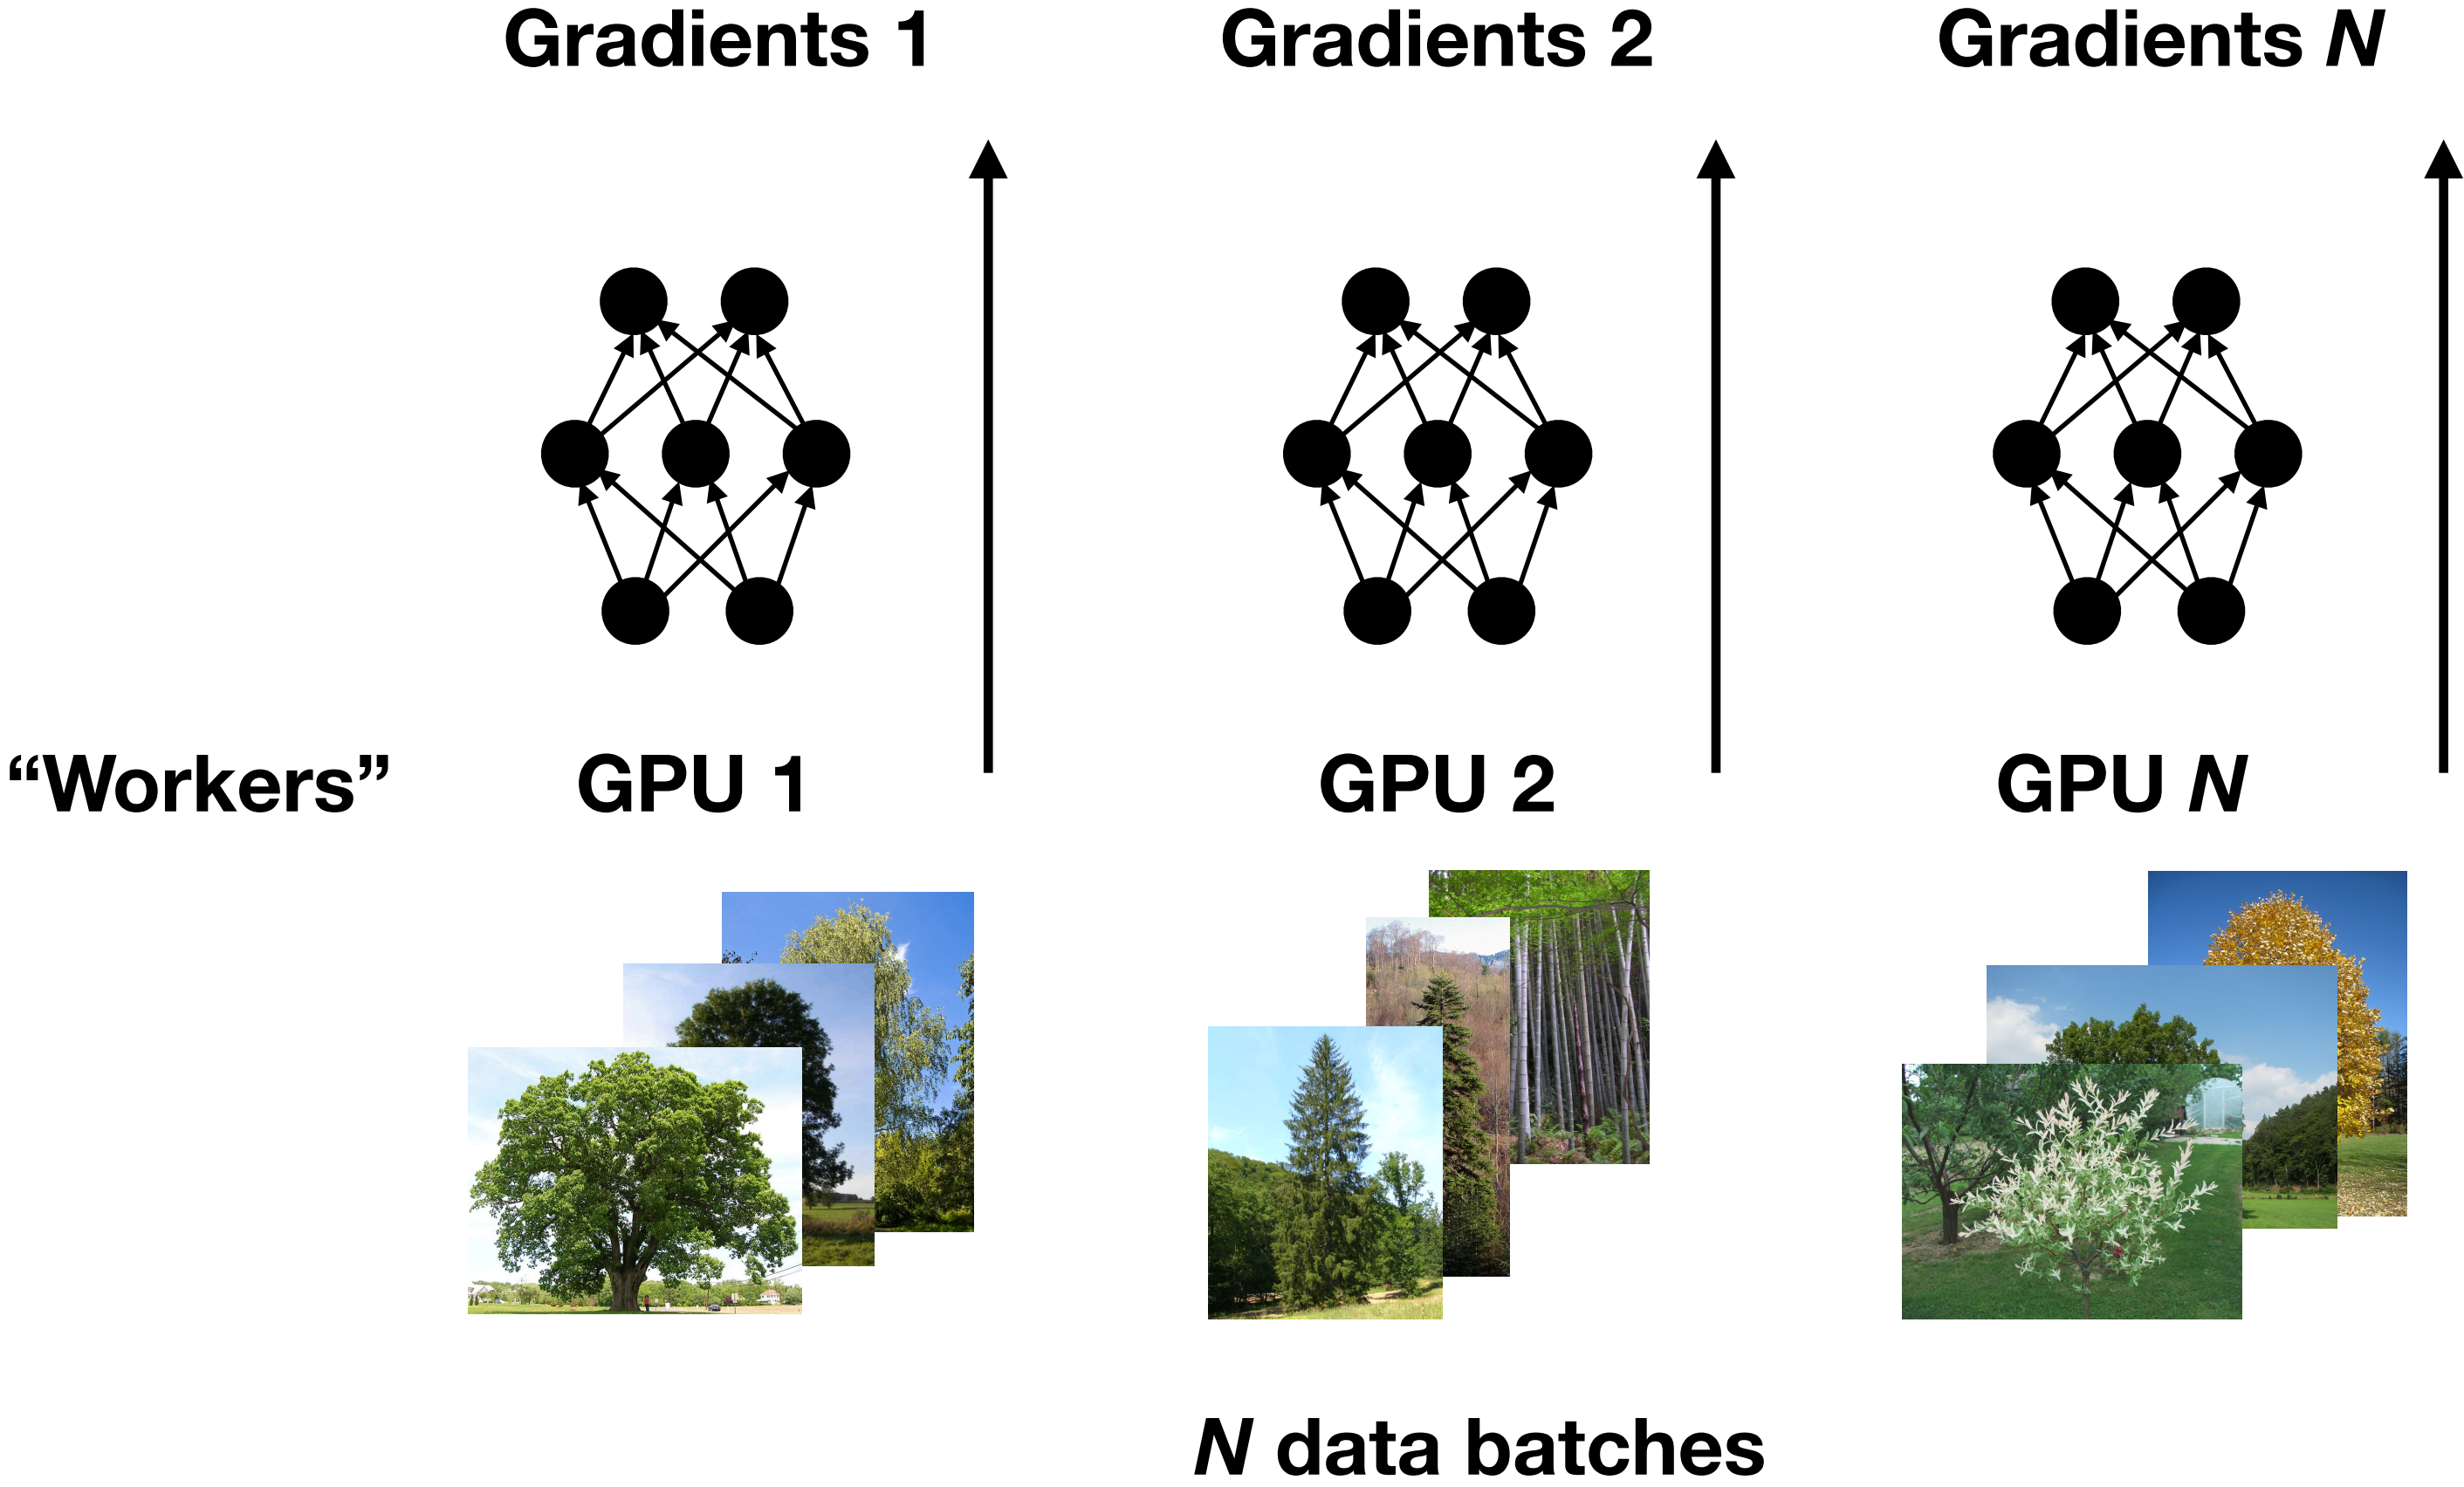 Gradients 1
Gradients 2
Gradients N
“Workers”
GPU 1
GPU 2
GPU N
N data batches